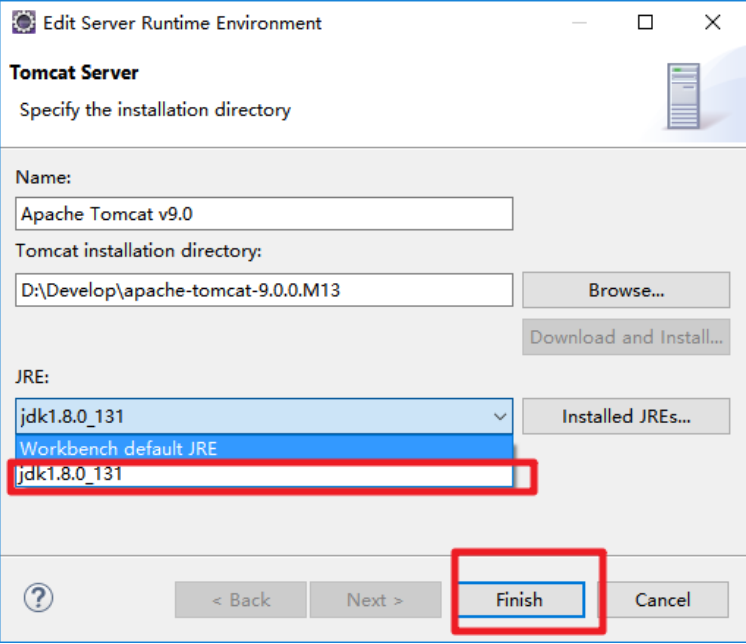 Edit Server Runtime Environment
Tomcat Server
Specify the installation directory
Name:
Apache Tomcat v9.0
Tomcat installation directory:
D:\Develop\apache-tomcat-9.0.0.M13
Browse...
Download and Install...
JRE:
jdk1.8.0_131
Installed JREs...
Workbench default JRE
jdk1.8.0_131
?
< Back
Next >
Finish
Cancel